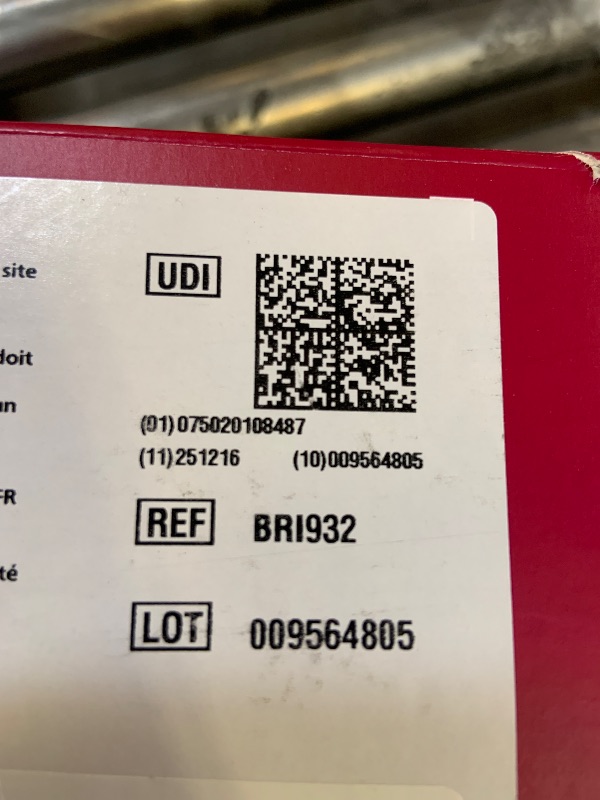 site
UDI
doit
un
(01)075020108487
(11)251216 (10)009564805
FR
REF BRI932
té
LOT 009564805